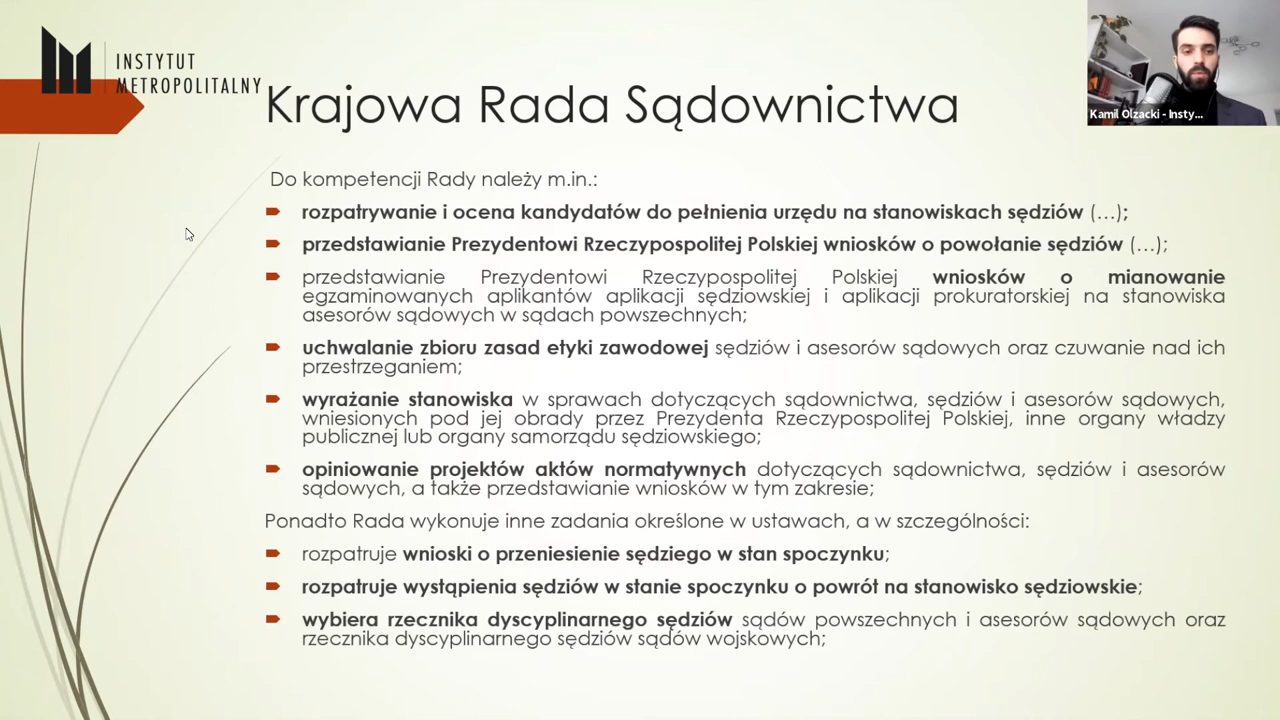 INSTYTUT
METROPOLITALNY
Krajowa Rada Sądownictwa
Kamil Olzacki - Insty...
Do kompetencji Rady należy m.in.:
rozpatrywanie i ocena kandydatów do pełnienia urzędu na stanowiskach sędziów (…);
przedstawianie Prezydentowi Rzeczypospolitej Polskiej wniosków o powołanie sędziów (…);
przedstawianie Prezydentowi Rzeczypospolitej Polskiej wniosków o mianowanie
egzaminowanych aplikantów aplikacji sędziowskiej i aplikacji prokuratorskiej na stanowiska
asesorów sądowych w sądach powszechnych;
uchwalanie zbioru zasad etyki zawodowej sędziów i asesorów sądowych oraz czuwanie nad ich
przestrzeganiem;
wyrażanie stanowiska w sprawach dotyczących sądownictwa, sędziów i asesorów sądowych,
wniesionych pod jej obrady przez Prezydenta Rzeczypospolitej Polskiej, inne organy władzy
publicznej lub organy samorządu sędziowskiego;
opiniowanie projektów aktów normatywnych dotyczących sądownictwa, sędziów i asesorów
sądowych, a także przedstawianie wniosków w tym zakresie;
Ponadto Rada wykonuje inne zadania określone w ustawach, a w szczególności:
rozpatruje wnioski o przeniesienie sędziego w stan spoczynku;
rozpatruje wystąpienia sędziów w stanie spoczynku o powrót na stanowisko sędziowskie;
wybiera rzecznika dyscyplinarnego sędziów sądów powszechnych i asesorów sądowych oraz
rzecznika dyscyplinarnego sędziów sądów wojskowych;